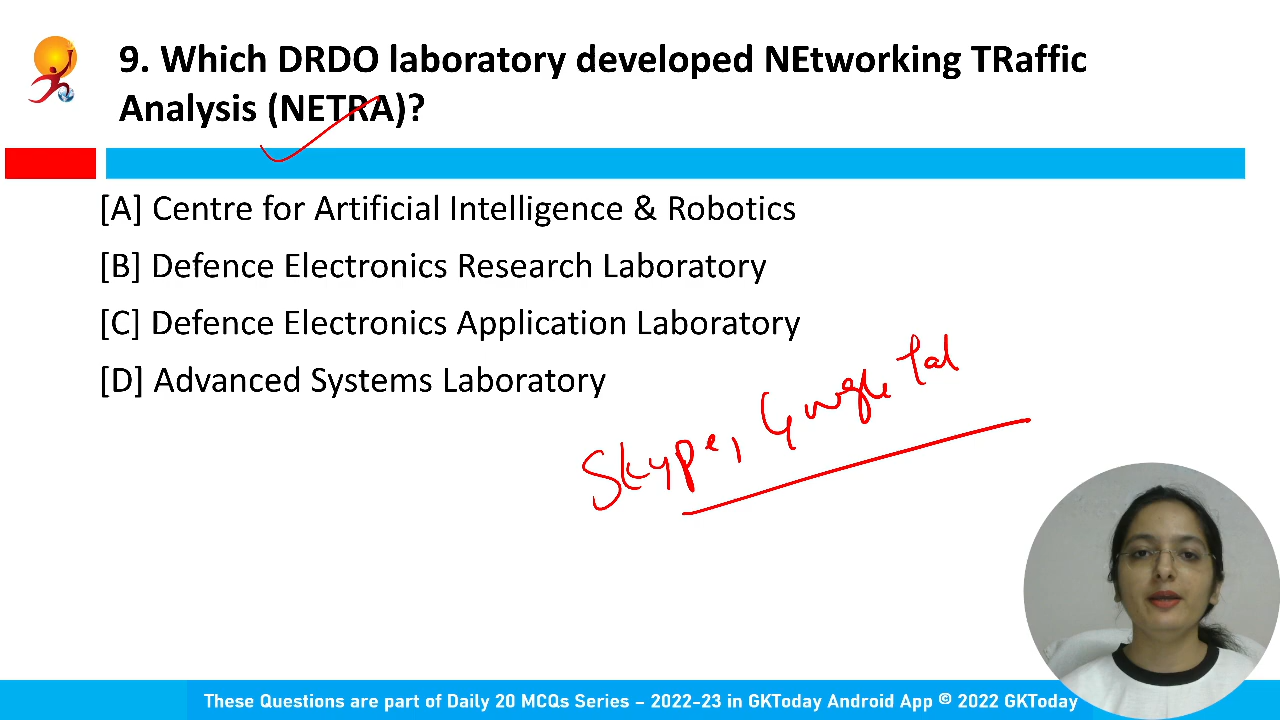 9. Which DRDO laboratory developed NEtworking TRaffic
Analysis (NETRA)?
[A] Centre for Artificial Intelligence & Robotics
[B] Defence Electronics Research Laboratory
[C] Defence Electronics Application Laboratory
[D] Advanced Systems Laboratory
Skype, Google Tal
These Questions are part of Daily 20 MCQs Series – 2022-23 in GKToday Android App © 2022 GKToday